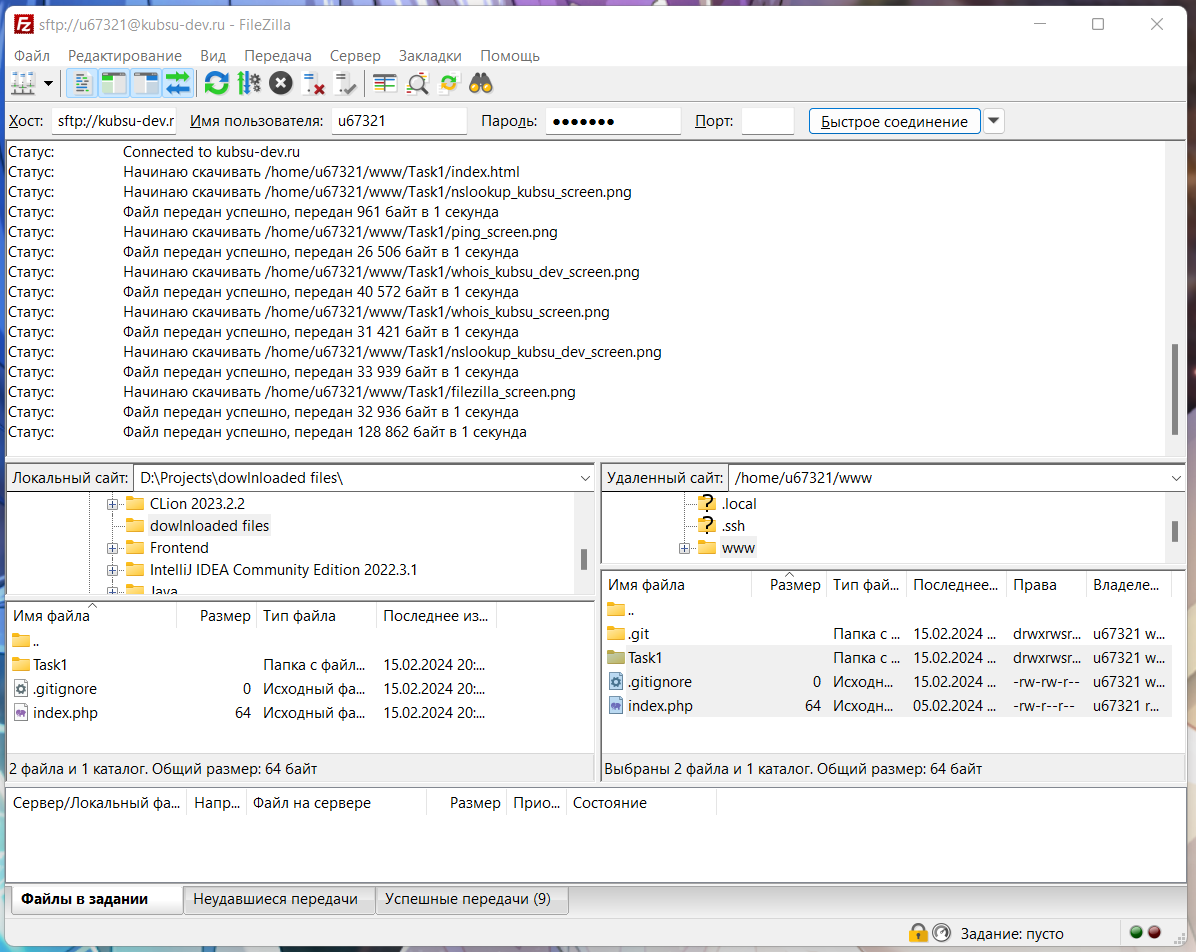 sftp://u67321@kubsu-dev.ru - FileZilla
Файл Редактирование Вид Передача Сервер Закладки Помощь
Хост: sftp://kubsu-dev.r Имя пользователя: u67321 Пароль: ●●●●●●● Порт: Быстрое соединение
Статус: Connected to kubsu-dev.ru
Статус: Начинаю скачивать /home/u67321/www/Task1/index.html
Статус: Начинаю скачивать /home/u67321/www/Task1/nslookup_kubsu_screen.png
Статус: Файл передан успешно, передан 961 байт в 1 секунда
Статус: Начинаю скачивать /home/u67321/www/Task1/ping_screen.png
Статус: Файл передан успешно, передан 26 506 байт в 1 секунда
Статус: Начинаю скачивать /home/u67321/www/Task1/whois_kubsu_dev_screen.png
Статус: Файл передан успешно, передан 40 572 байт в 1 секунда
Статус: Начинаю скачивать /home/u67321/www/Task1/whois_kubsu_screen.png
Статус: Файл передан успешно, передан 31 421 байт в 1 секунда
Статус: Начинаю скачивать /home/u67321/www/Task1/nslookup_kubsu_dev_screen.png
Статус: Файл передан успешно, передан 33 939 байт в 1 секунда
Статус: Начинаю скачивать /home/u67321/www/Task1/filezilla_screen.png
Статус: Файл передан успешно, передан 32 936 байт в 1 секунда
Статус: Файл передан успешно, передан 128 862 байт в 1 секунда
Локальный сайт: D:\Projects\dowlnloaded files\
CLion 2023.2.2
dowlnloaded files
Frontend
IntelliJ IDEA Community Edition 2022.3.1
Java
Имя файла Размер Тип файла Последнее из...
..
Task1 Папка с файл... 15.02.2024 20:...
.gitignore 0 Исходный фа... 15.02.2024 20:...
index.php 64 Исходный фа... 15.02.2024 20:...
2 файла и 1 каталог. Общий размер: 64 байт
Удаленный сайт: /home/u67321/www
.local
.ssh
www
Имя файла Размер Тип фай... Последнее... Права Владеле...
..
.git Папка с ... 15.02.2024 ... drwxrwsr... u67321 w...
Task1 Папка с ... 15.02.2024 ... drwxrwsr... u67321 w...
.gitignore 0 Исходн... 15.02.2024 ... -rw-rw-r-- u67321 w...
index.php 64 Исходн... 05.02.2024 ... -rw-r--r-- u67321 r...
Выбраны 2 файла и 1 каталог. Общий размер: 64 байт
Сервер/Локальный фа... Напр... Файл на сервере Размер Прио... Состояние
Файлы в задании Неудавшиеся передачи Успешные передачи (9)
Задание: пусто